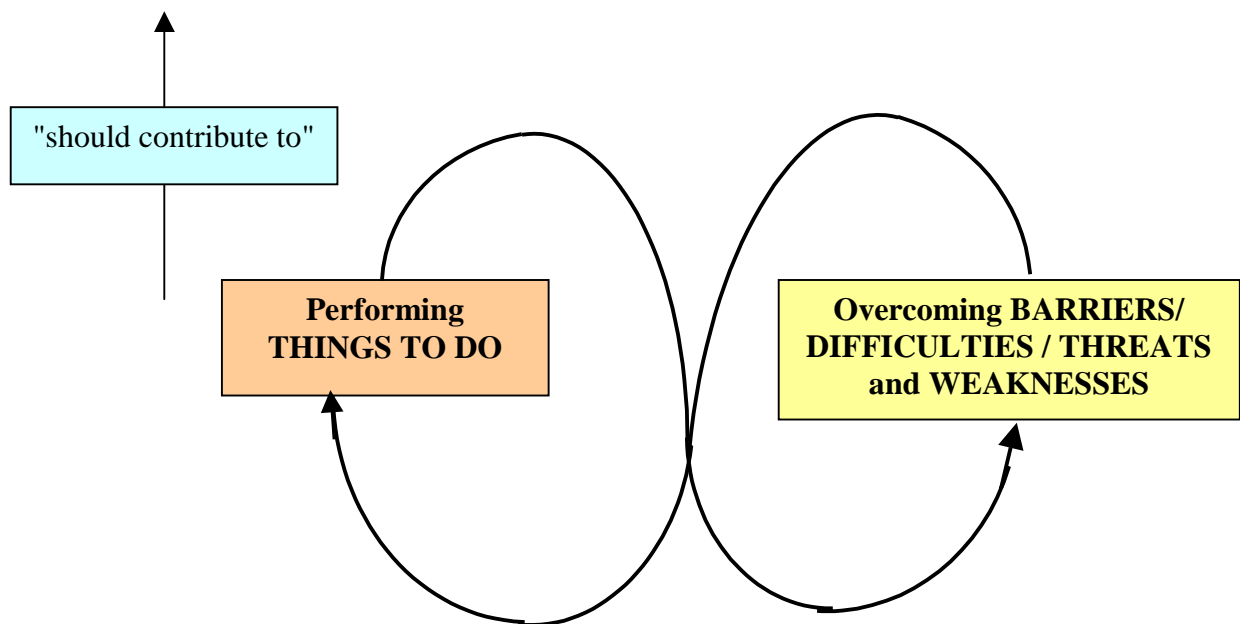 "should contribute to"
Performing
THINGS TO DO
Overcoming BARRIERS/
DIFFICULTIES / THREATS
and WEAKNESSES